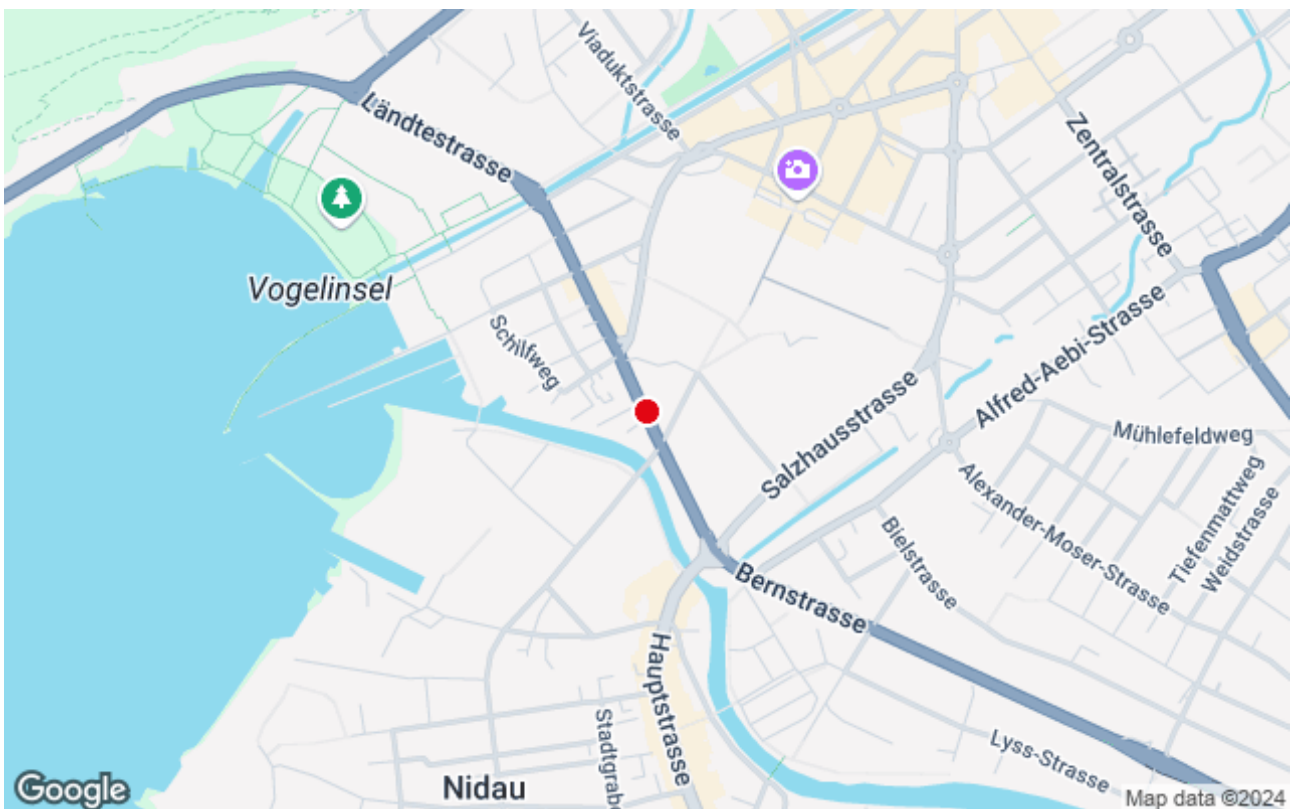 Viaduktstrasse
Ländtestrasse
Zentralstrasse
Vogelinsel
Schilfweg
Alfred-Aebi-Strasse
Salzhausstrasse
Mühlefeldweg
Alexander-Moser-Strasse
Tiefenmattweg
Weidstrasse
Bielstrasse
Bernstrasse
Hauptstrasse
Stadtgrabe
Lyss-Strasse
Nidau
Google
Map data ©2024